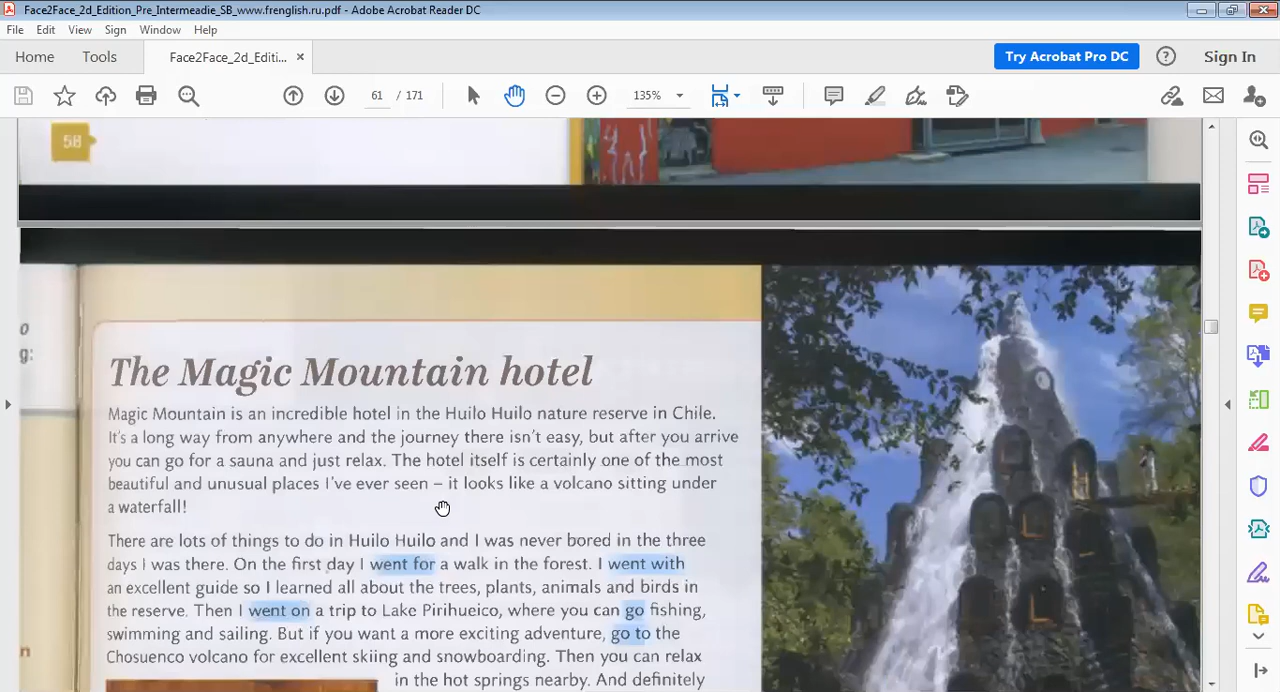 Face2Face_2d_Edition_Pre_Intermeadie_SB_www.frenglish.ru.pdf - Adobe Acrobat Reader DC
File Edit View Sign Window Help
Home Tools Face2Face_2d_Editi... × Try Acrobat Pro DC Sign In
61 / 171 135%
58
o
g:
n
The Magic Mountain hotel
Magic Mountain is an incredible hotel in the Huilo Huilo nature reserve in Chile.
It's a long way from anywhere and the journey there isn't easy, but after you arrive
you can go for a sauna and just relax. The hotel itself is certainly one of the most
beautiful and unusual places I've ever seen – it looks like a volcano sitting under
a waterfall!
There are lots of things to do in Huilo Huilo and I was never bored in the three
days I was there. On the first day I went for a walk in the forest. I went with
an excellent guide so I learned all about the trees, plants, animals and birds in
the reserve. Then I went on a trip to Lake Pirihueico, where you can go fishing,
swimming and sailing. But if you want a more exciting adventure, go to the
Chosuenco volcano for excellent skiing and snowboarding. Then you can relax
in the hot springs nearby. And definitely